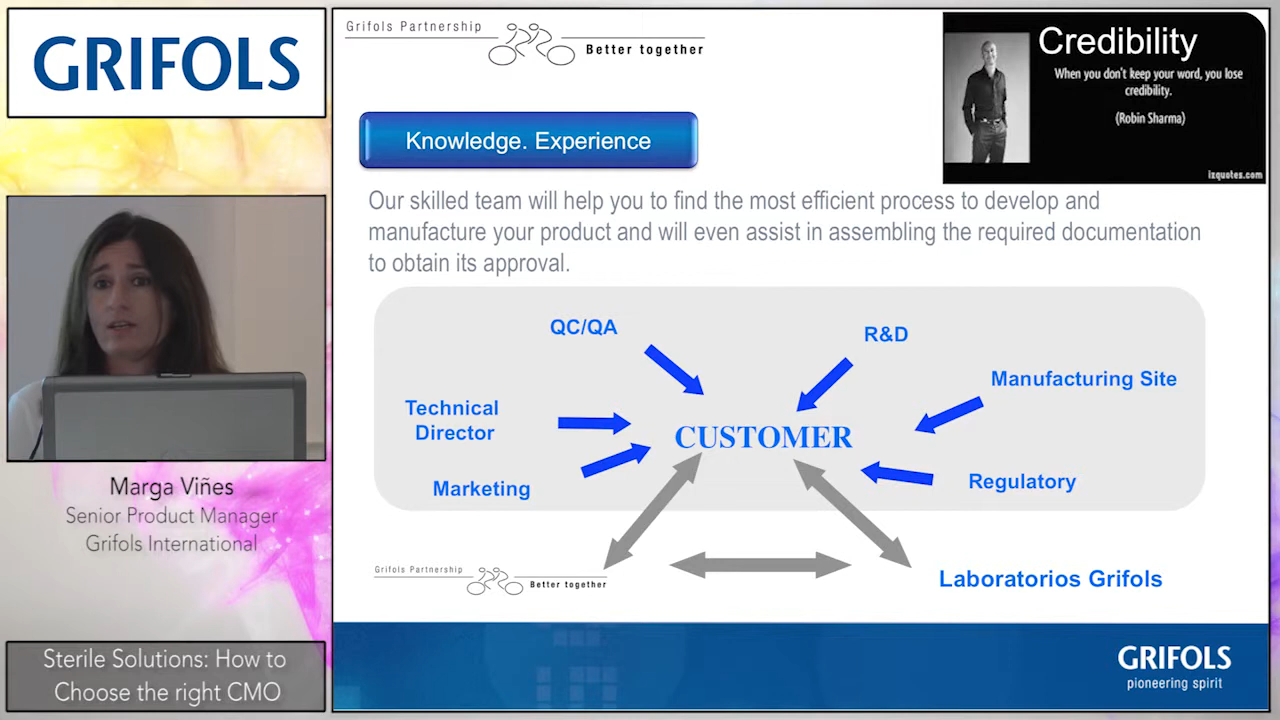 GRIFOLS
Marga Viñes
Senior Product Manager
Grifols International
Sterile Solutions: How to
Choose the right CMO
Grifols Partnership
Better together
Credibility
When you don't keep your word, you lose
credibility.
(Robin Sharma)
izquotes.com
Knowledge. Experience
Our skilled team will help you to find the most efficient process to develop and
manufacture your product and will even assist in assembling the required documentation
to obtain its approval.
QC/QA
R&D
Manufacturing Site
Technical
Director
CUSTOMER
Marketing
Regulatory
Grifols Partnership
Better together
Laboratorios Grifols
GRIFOLS
pioneering spirit